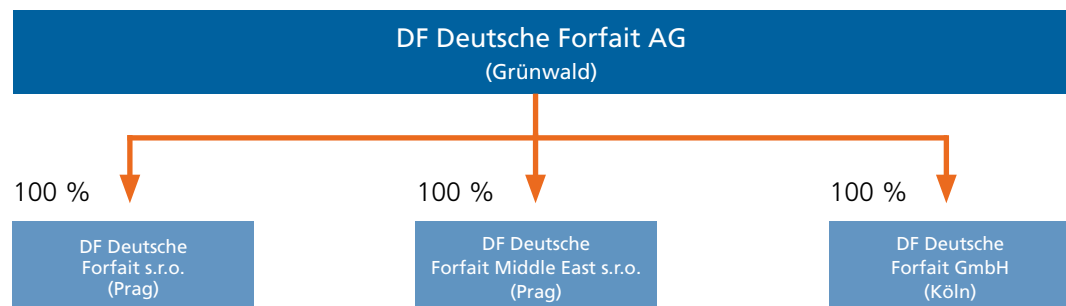 DF Deutsche Forfait AG
(Grünwald)
100 %
100 %
100 %
DF Deutsche
Forfait s.r.o.
(Prag)
DF Deutsche
Forfait Middle East s.r.o.
(Prag)
DF Deutsche
Forfait GmbH
(Köln)